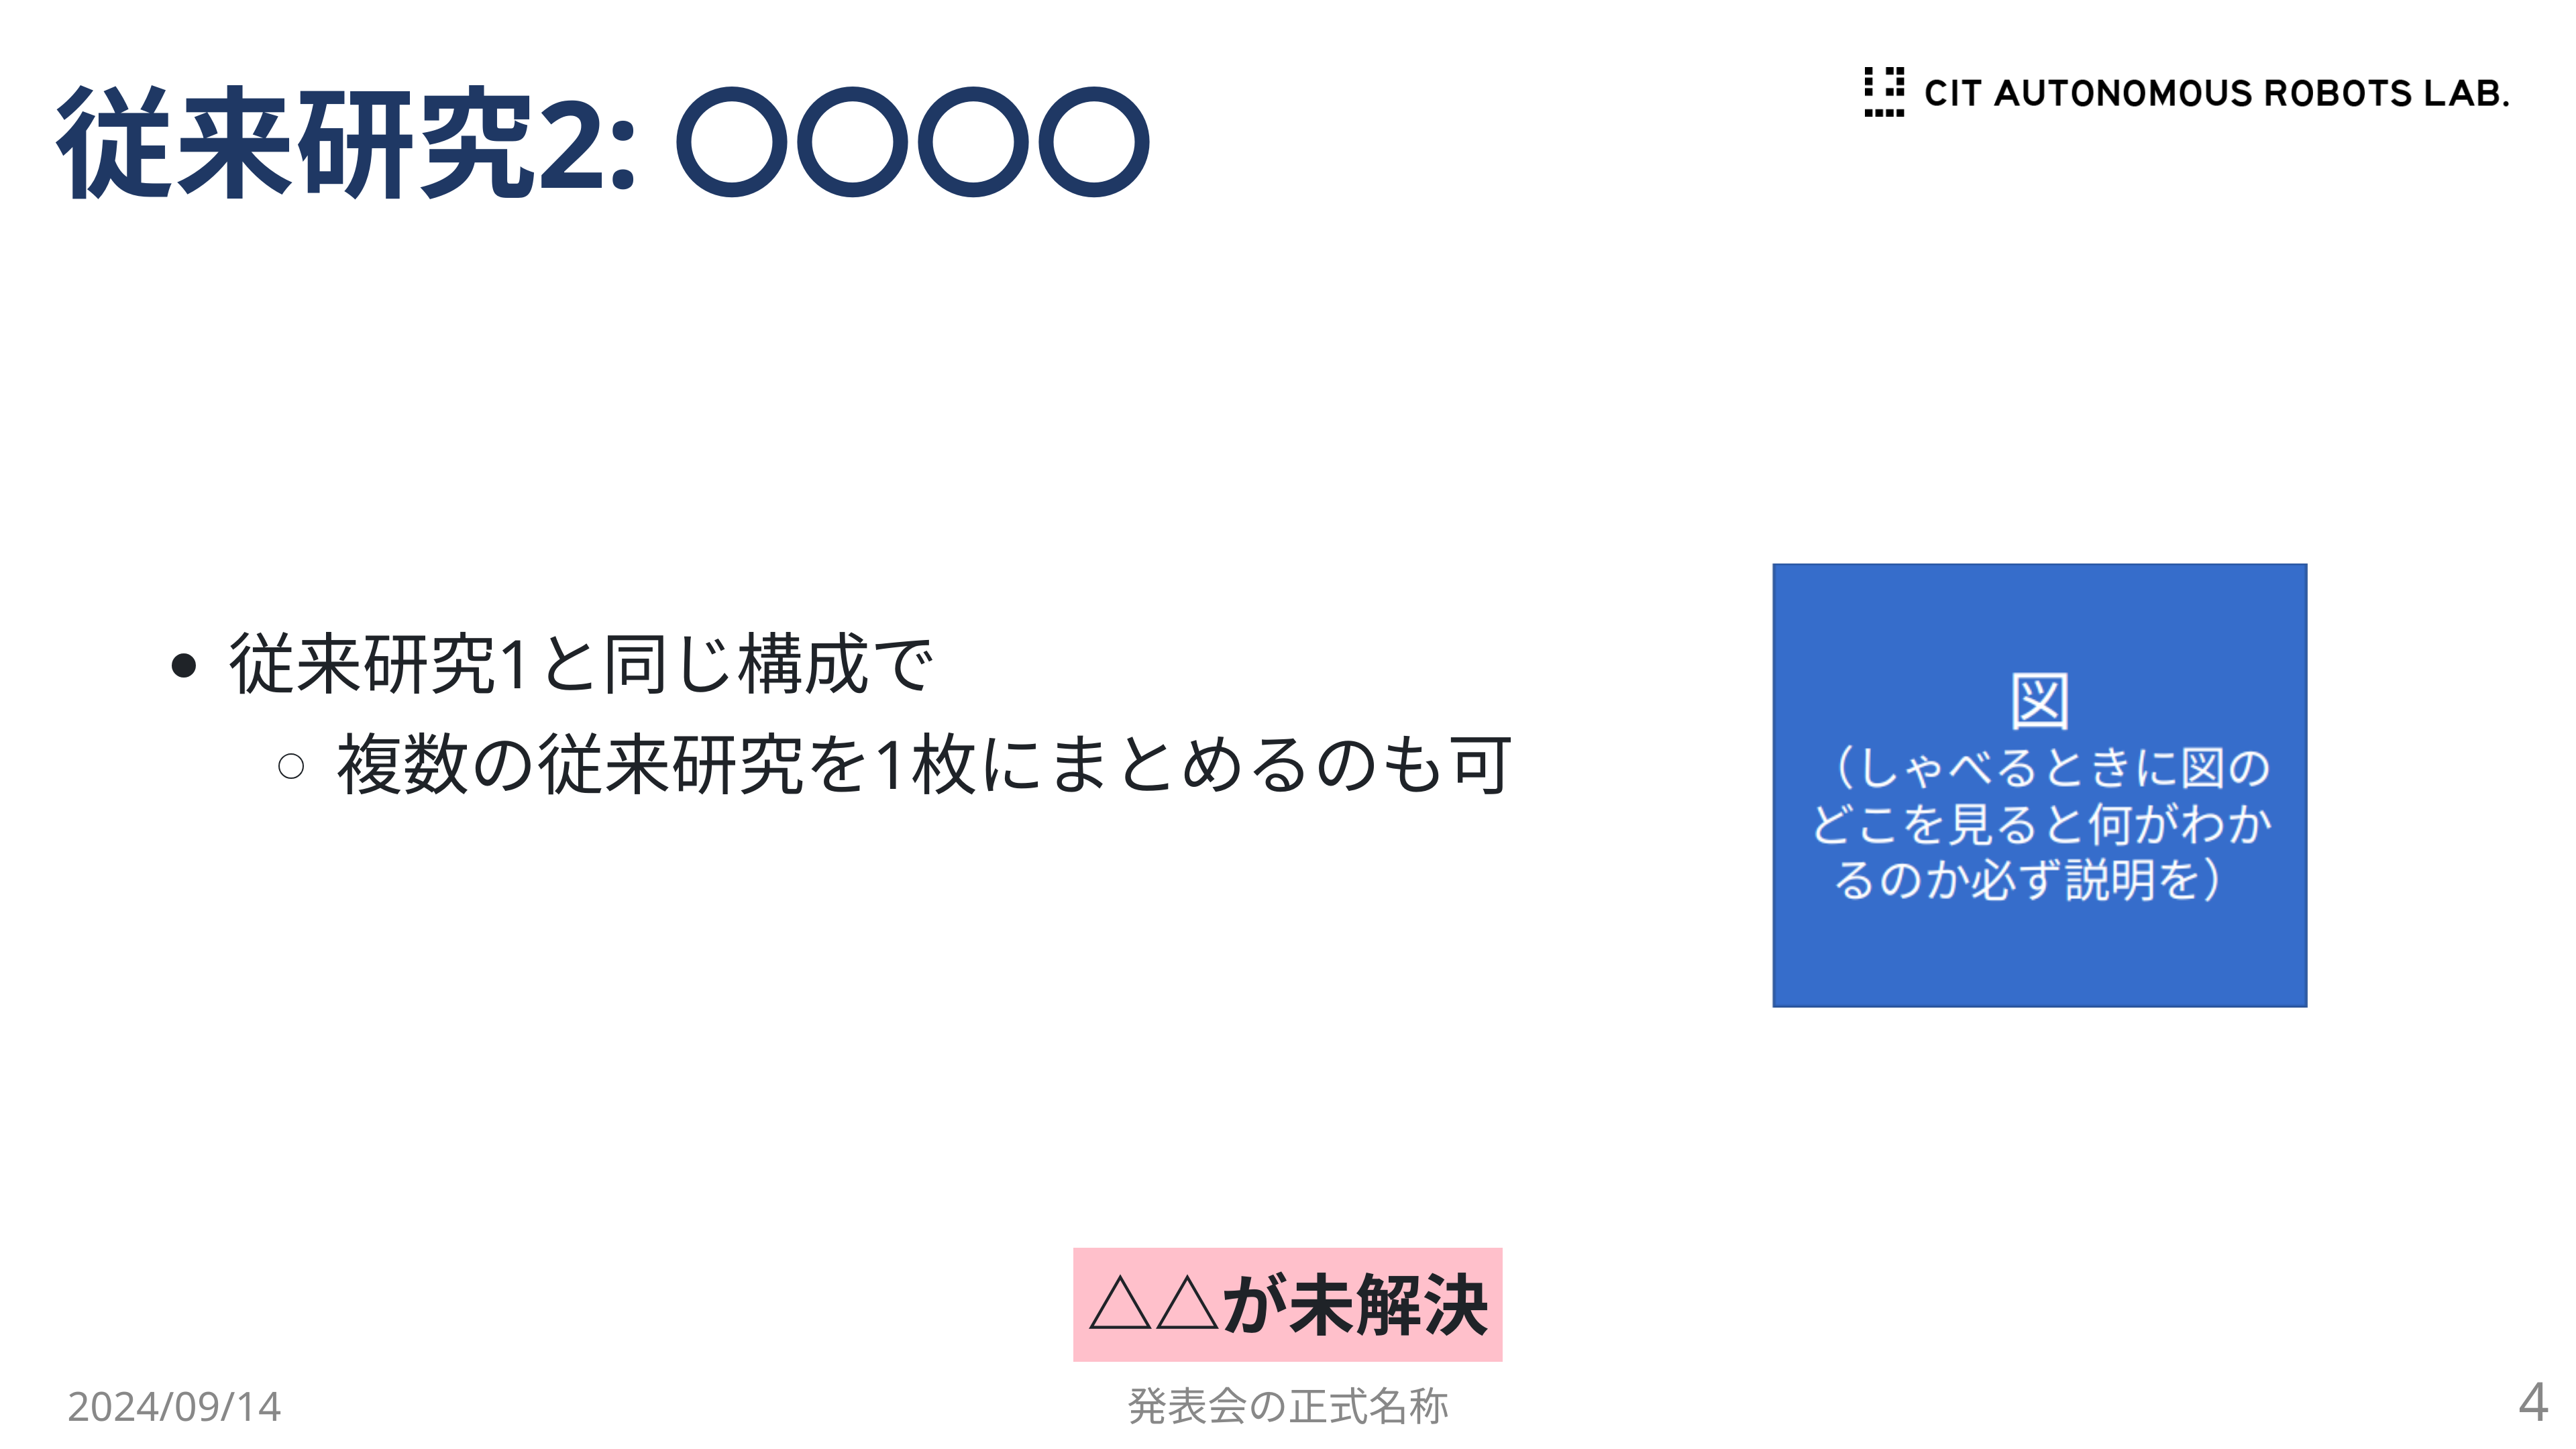 従来研究2: 〇〇〇〇
CIT AUTONOMOUS ROBOTS LAB.
• 従来研究1と同じ構成で
○ 複数の従来研究を1枚にまとめるのも可
図
（しゃべるときに図の
どこを見ると何がわか
るのか必ず説明を）
△△が未解決
2024/09/14
発表会の正式名称
4